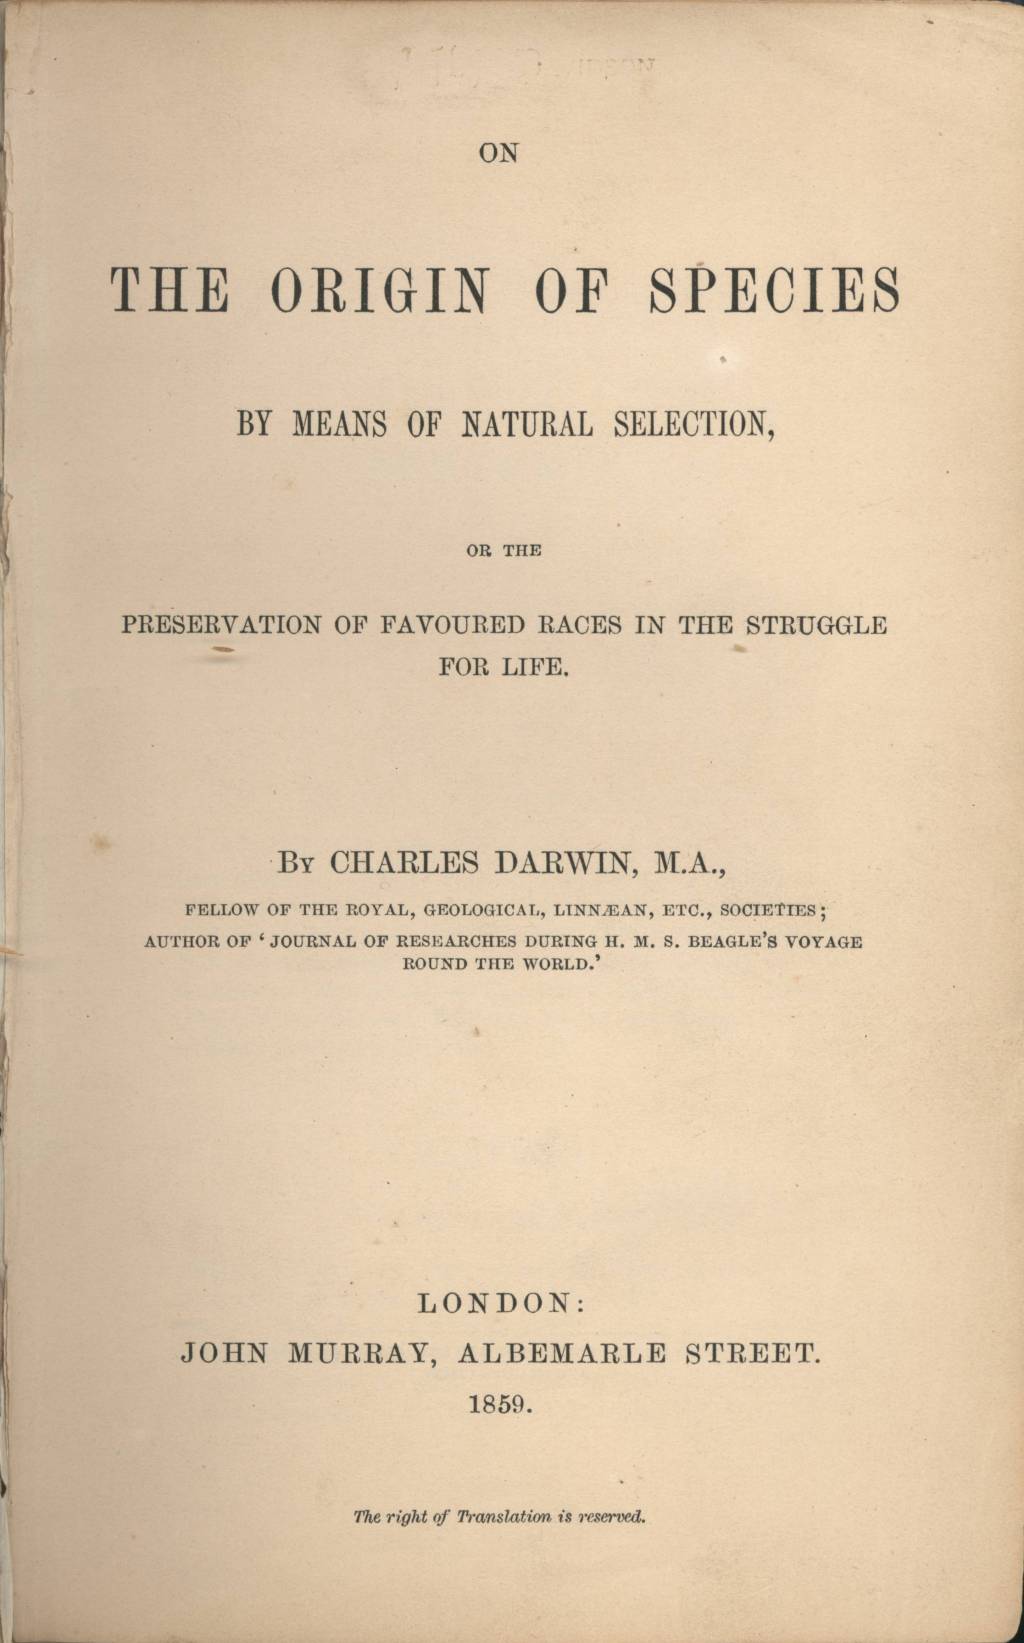 ON
THE ORIGIN OF SPECIES
BY MEANS OF NATURAL SELECTION,
OR THE
PRESERVATION OF FAVOURED RACES IN THE STRUGGLE
FOR LIFE.
By CHARLES DARWIN, M.A.,
FELLOW OF THE ROYAL, GEOLOGICAL, LINNÆAN, ETC., SOCIETIES;
AUTHOR OF ‘JOURNAL OF RESEARCHES DURING H. M. S. BEAGLE’S VOYAGE
ROUND THE WORLD.’
LONDON:
JOHN MURRAY, ALBEMARLE STREET.
1859.
The right of Translation is reserved.